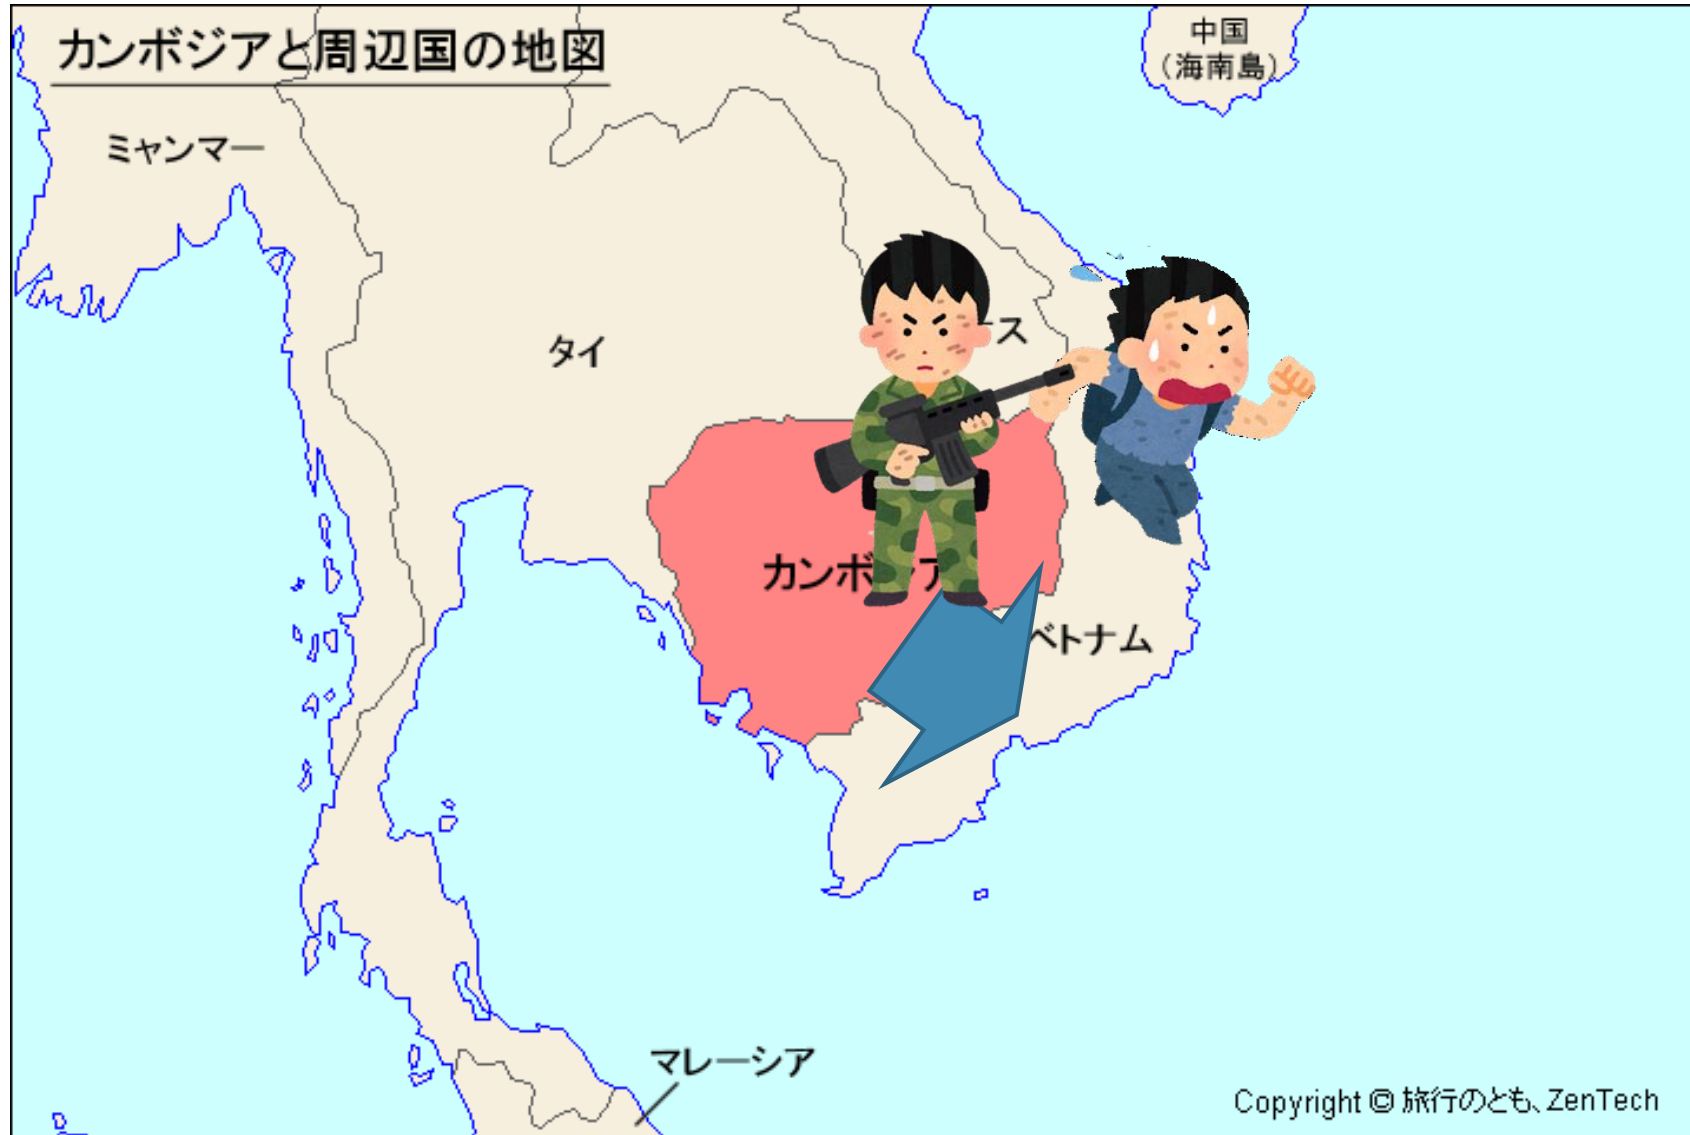 カンボジアと周辺国の地図
中国
（海南島）
ミャンマー
タイ
ス
カンボジア
ベトナム
マレーシア
Copyright © 旅行のとも、ZenTech